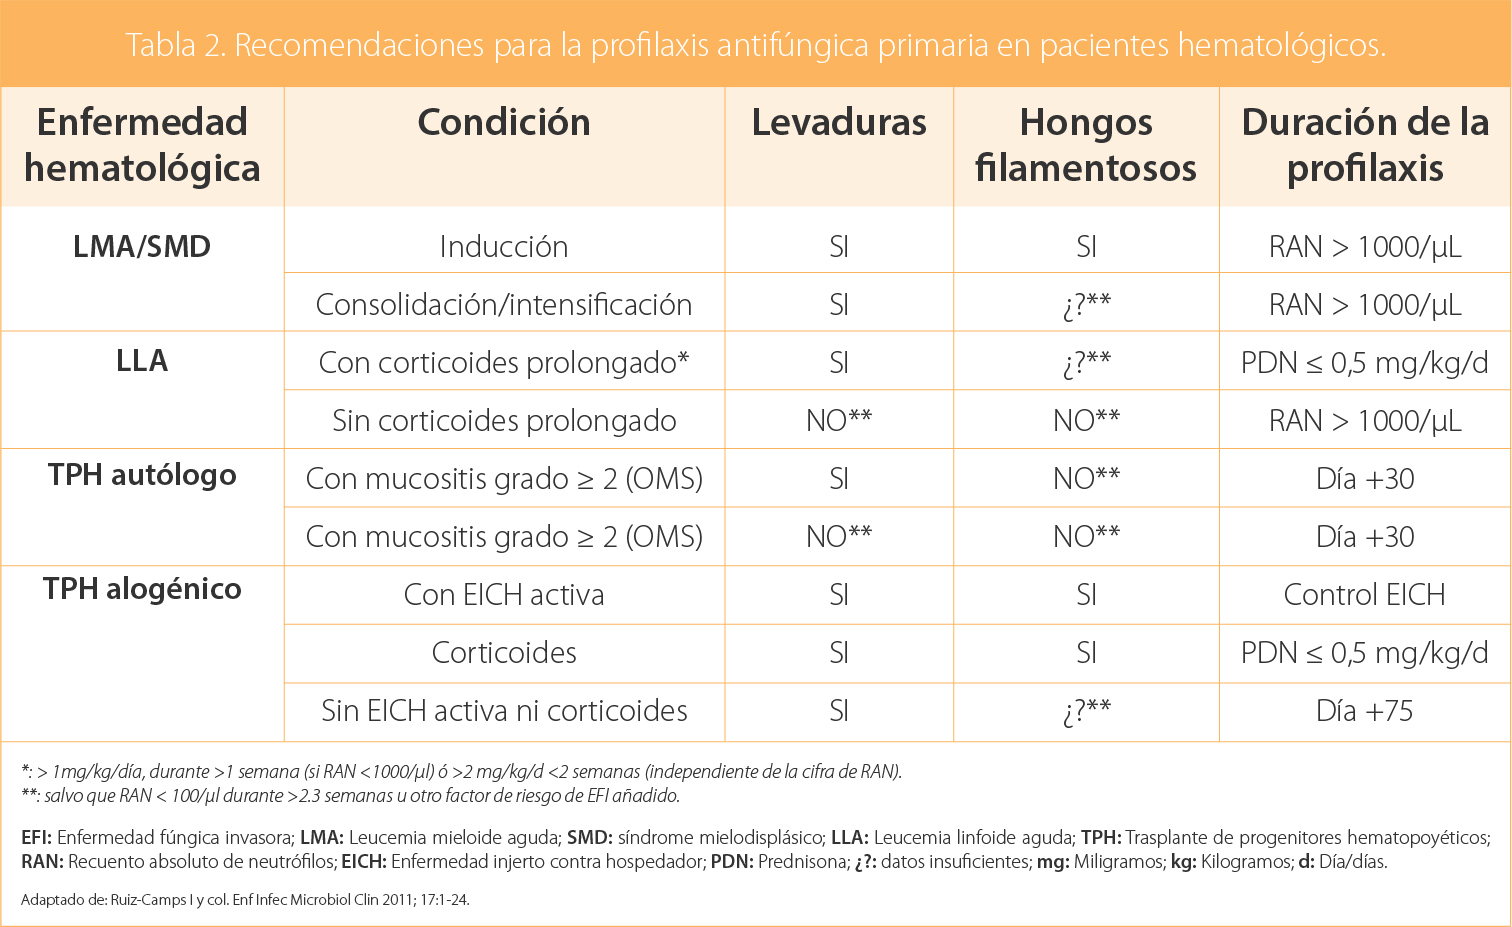 Tabla 2. Recomendaciones para la profilaxis antifúngica primaria en pacientes hematológicos.
Enfermedad hematológica | Condición | Levaduras | Hongos filamentosos | Duración de la profilaxis
LMA/SMD | Inducción | SI | SI | RAN > 1000/µL
Consolidación/intensificación | SI | ¿?** | RAN > 1000/µL
LLA | Con corticoides prolongado* | SI | ¿?** | PDN ≤ 0,5 mg/kg/d
Sin corticoides prolongado | NO** | NO** | RAN > 1000/µL
TPH autólogo | Con mucositis grado ≥ 2 (OMS) | SI | NO** | Día +30
Con mucositis grado ≥ 2 (OMS) | NO** | NO** | Día +30
TPH alogénico | Con EICH activa | SI | SI | Control EICH
Corticoides | SI | SI | PDN ≤ 0,5 mg/kg/d
Sin EICH activa ni corticoides | SI | ¿?** | Día +75
*: > 1mg/kg/día, durante >1 semana (si RAN <1000/µl) ó >2 mg/kg/d <2 semanas (independiente de la cifra de RAN).
**: salvo que RAN < 100/µl durante >2.3 semanas u otro factor de riesgo de EFI añadido.
EFI: Enfermedad fúngica invasora; LMA: Leucemia mieloide aguda; SMD: síndrome mielodisplásico; LLA: Leucemia linfoide aguda; TPH: Trasplante de progenitores hematopoyéticos;
RAN: Recuento absoluto de neutrófilos; EICH: Enfermedad injerto contra hospedador; PDN: Prednisona; ¿?: datos insuficientes; mg: Miligramos; kg: Kilogramos; d: Día/días.
Adaptado de: Ruiz-Camps I y col. Enf Infec Microbiol Clin 2011; 17:1-24.